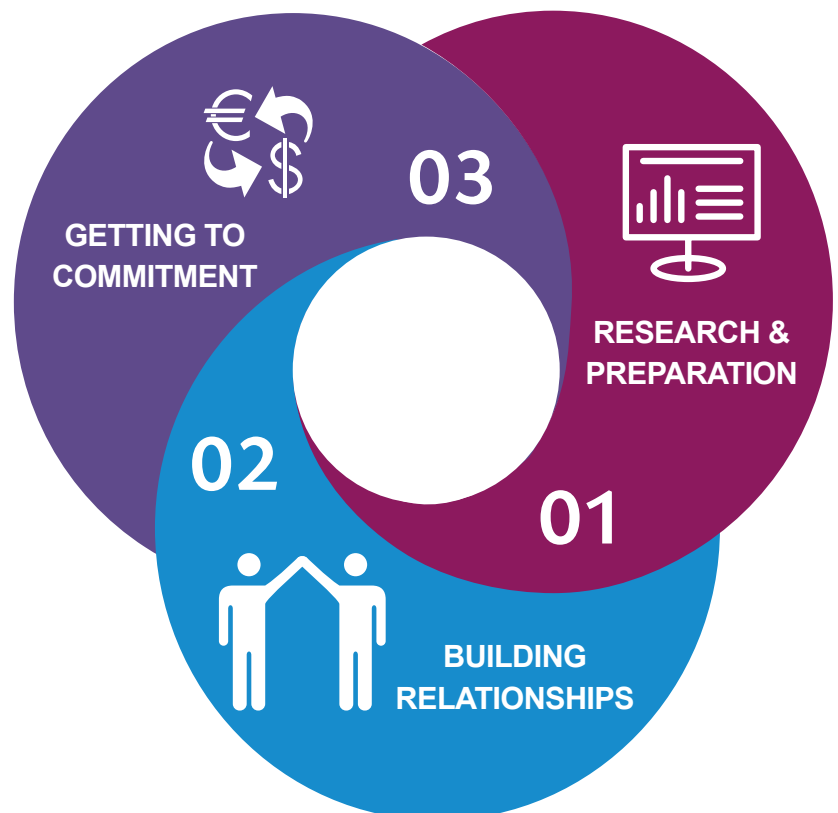 03
GETTING TO
COMMITMENT
RESEARCH &
PREPARATION
02
01
BUILDING
RELATIONSHIPS